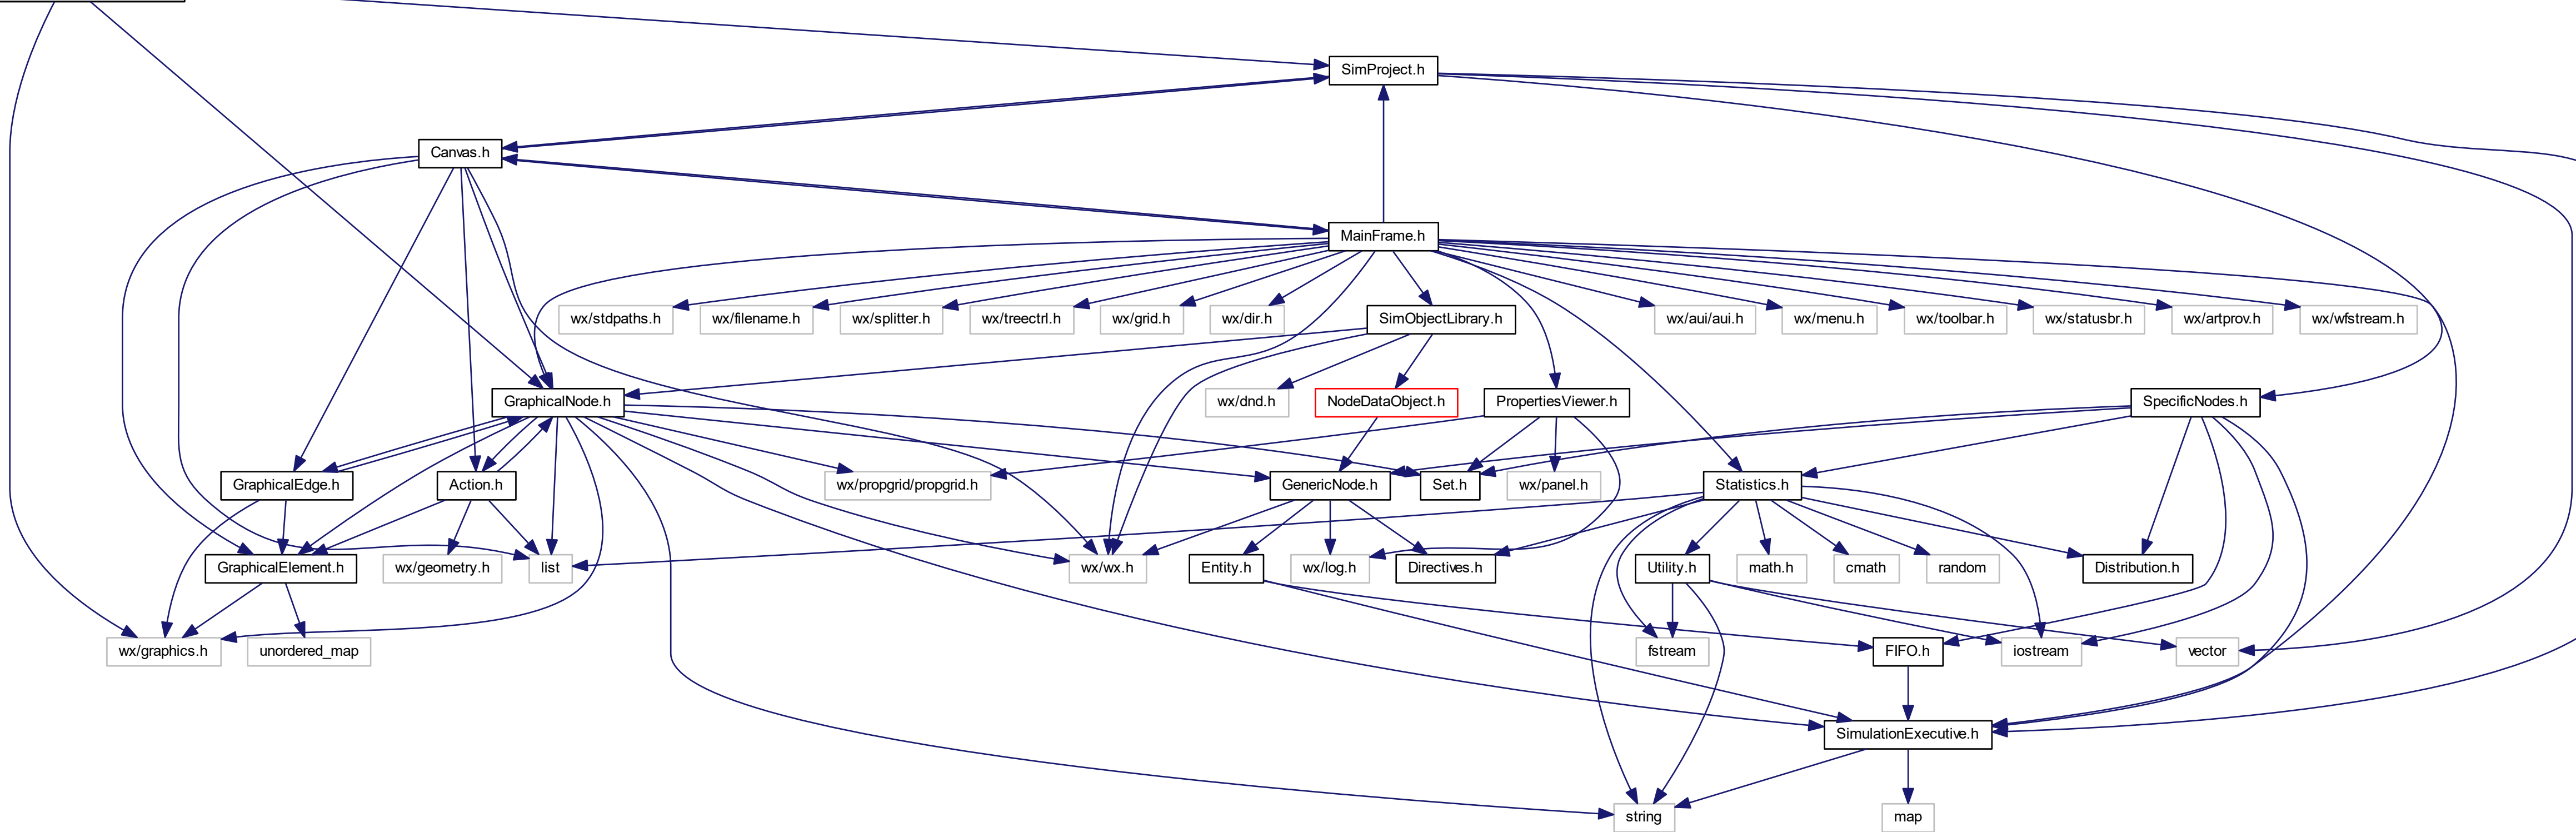 SimProject.h
Canvas.h
MainFrame.h
wx/stdpaths.h
wx/filename.h
wx/splitter.h
wx/treectrl.h
wx/grid.h
wx/dir.h
SimObjectLibrary.h
wx/aui/aui.h
wx/menu.h
wx/toolbar.h
wx/statusbr.h
wx/artprov.h
wx/wfstream.h
GraphicalNode.h
wx/dnd.h
NodeDataObject.h
PropertiesViewer.h
SpecificNodes.h
GraphicalEdge.h
Action.h
wx/propgrid/propgrid.h
GenericNode.h
Set.h
wx/panel.h
Statistics.h
GraphicalElement.h
wx/geometry.h
list
wx/wx.h
Entity.h
wx/log.h
Directives.h
Utility.h
math.h
cmath
random
Distribution.h
wx/graphics.h
unordered_map
fstream
FIFO.h
iostream
vector
SimulationExecutive.h
string
map